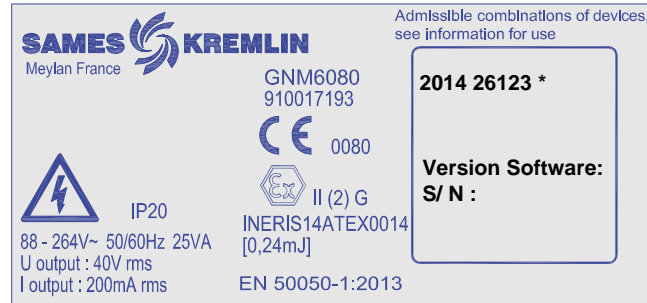 SAMES KREMLIN
Meylan France
IP20
88 - 264V~ 50/60Hz 25VA
U output : 40V rms
I output : 200mA rms
GNM6080
910017193
CE 0080
Ex II (2) G
INERIS14ATEX0014
[0,24mJ]
EN 50050-1:2013
Admissible combinations of devices,
see information for use
2014 26123 *
Version Software:
S/ N :